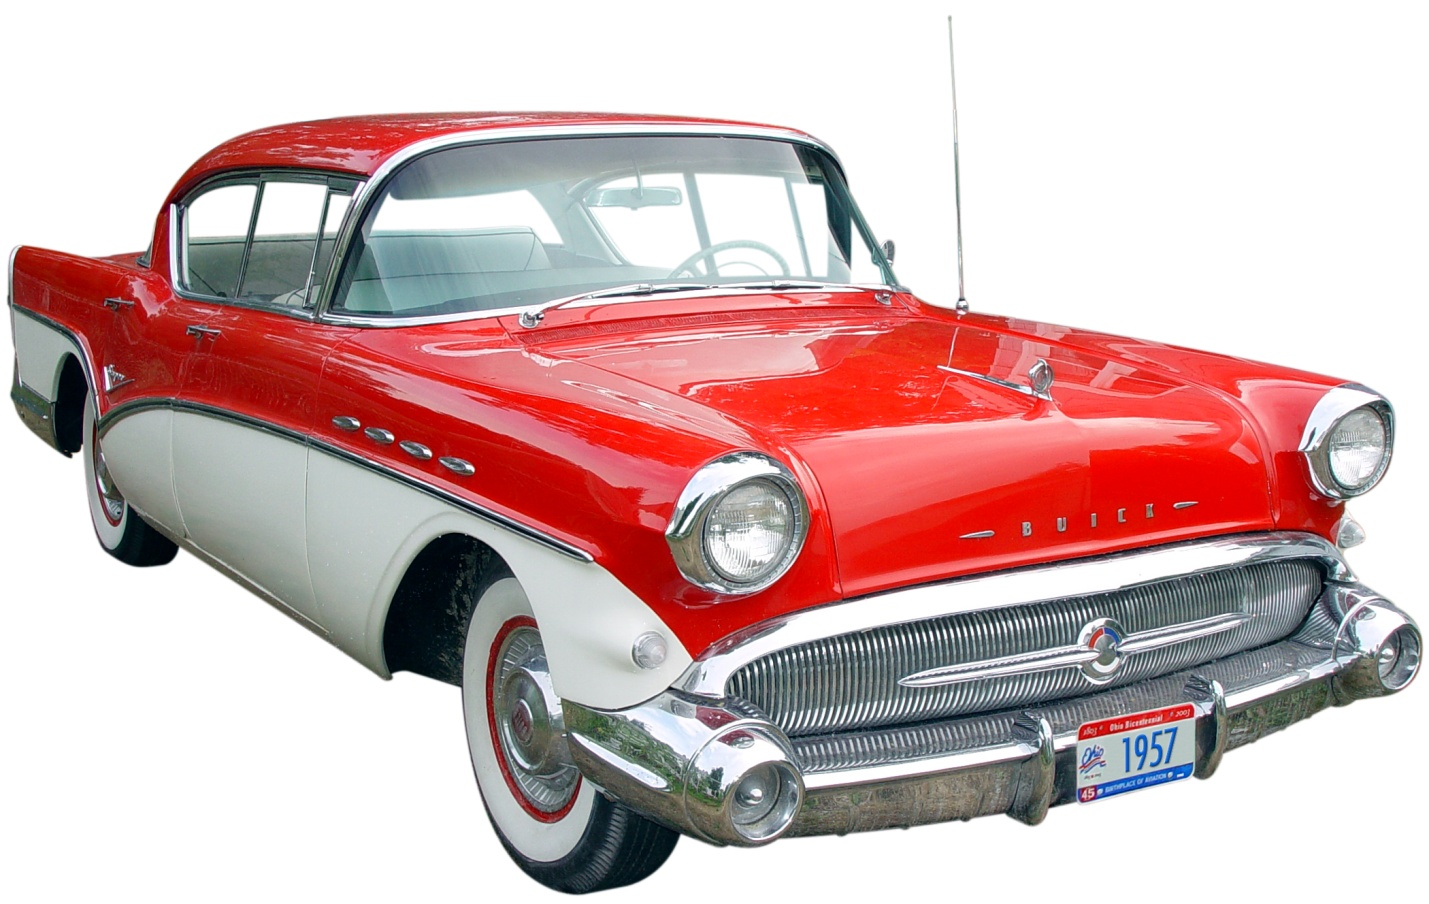 BUICK
1803 * Ohio Bicentennial * 2003
Ohio
1957
45
BIRTHPLACE OF AVIATION